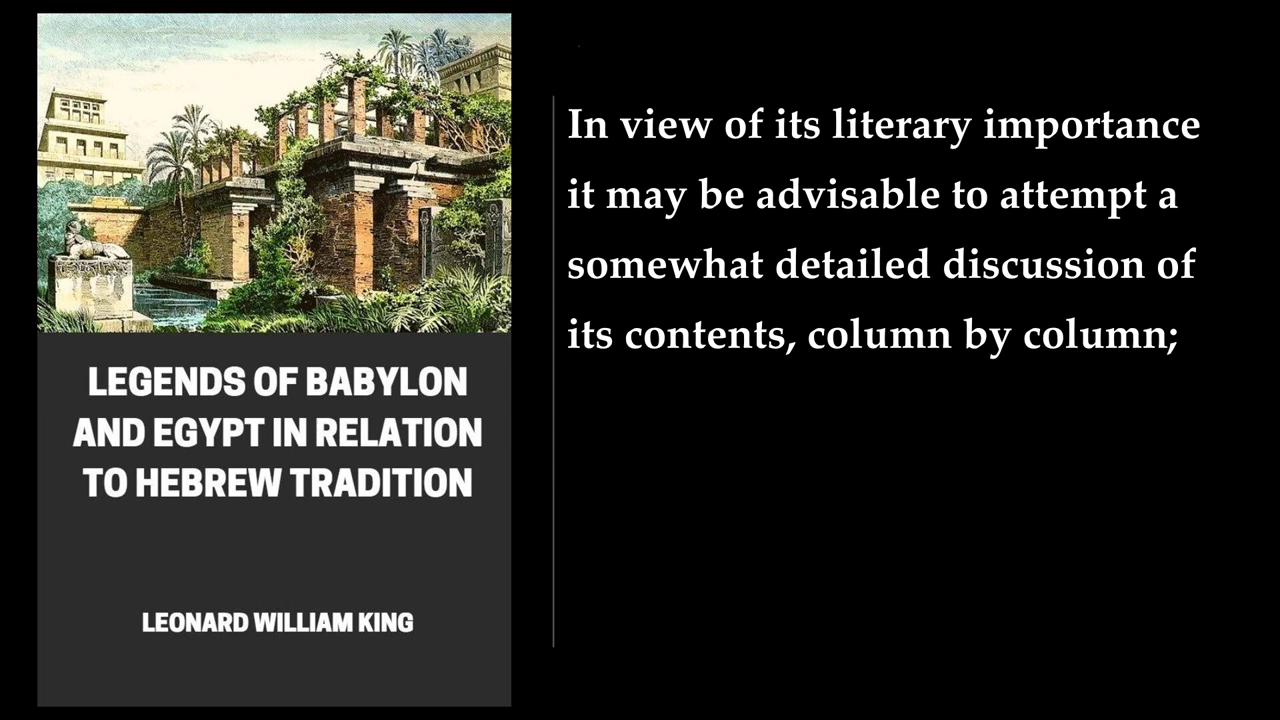 LEGENDS OF BABYLON
AND EGYPT IN RELATION
TO HEBREW TRADITION
LEONARD WILLIAM KING
In view of its literary importance
it may be advisable to attempt a
somewhat detailed discussion of
its contents, column by column;